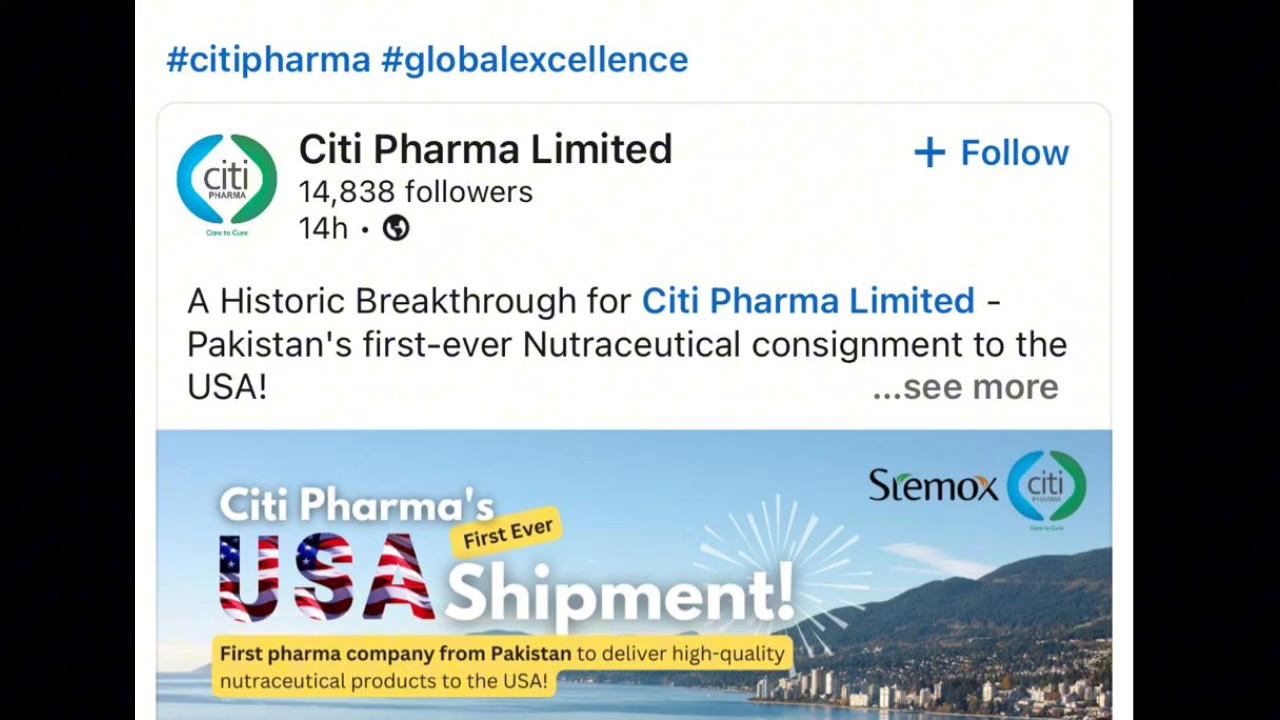 #citipharma #globalexcellence
citi
PHARMA
Care to Cure
Citi Pharma Limited
+ Follow
14,838 followers
14h •
A Historic Breakthrough for Citi Pharma Limited -
Pakistan's first-ever Nutraceutical consignment to the
USA!
...see more
Stemox
citi
PHARMA
Care to Cure
Citi Pharma's
First Ever
USA Shipment!
First pharma company from Pakistan to deliver high-quality
nutraceutical products to the USA!